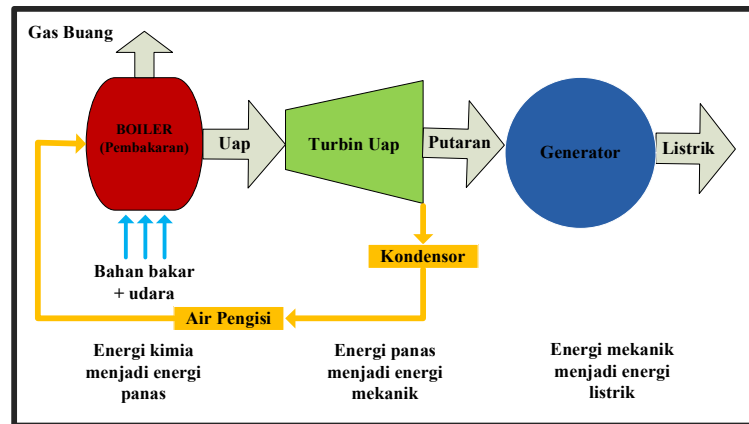 Gas Buang
BOILER
(Pembakaran)
Uap
Turbin Uap
Putaran
Generator
Listrik
Kondensor
Bahan bakar
+ udara
Air Pengisi
Energi kimia
menjadi energi
panas
Energi panas
menjadi energi
mekanik
Energi mekanik
menjadi energi
listrik